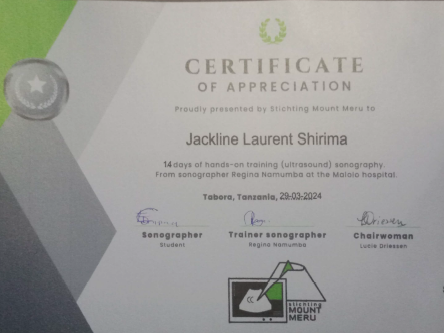 CERTIFICATE
OF APPRECIATION
Proudly presented by Stichting Mount Meru to
Jackline Laurent Shirima
14 days of hands-on training (ultrasound) sonography.
From sonographer Regina Namumba at the Malolo hospital
Tabora, Tanzania, 29-03-2024
Sonographer Trainer sonographer Chairwoman
Student Regina Namumba Lucie Driessen
stichting
MOUNT
MERU